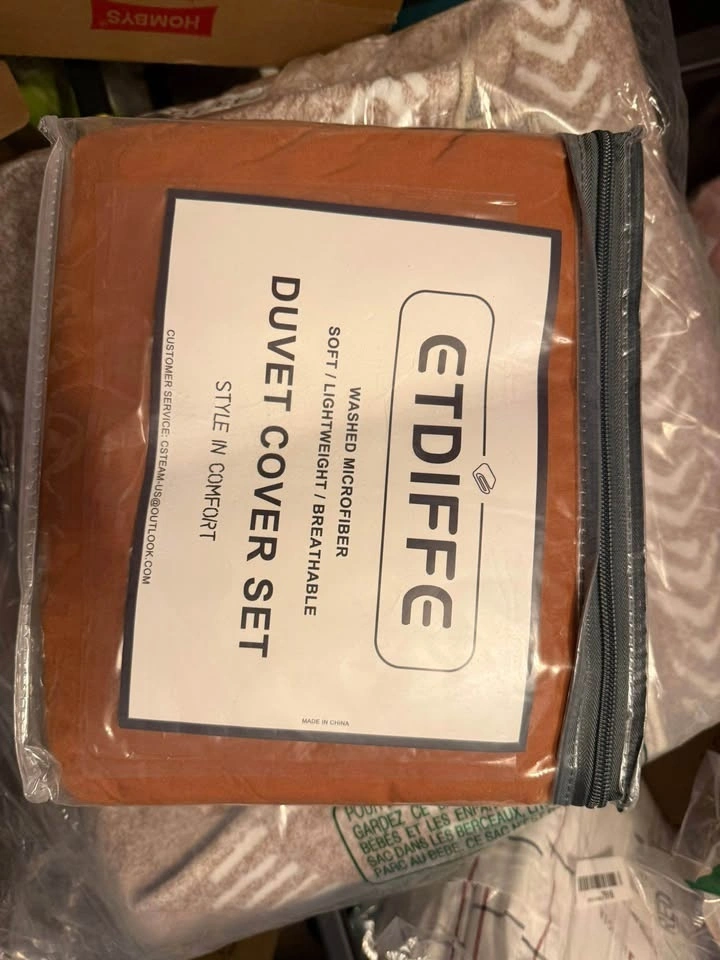 HOMBYS
ETDIFFE
WASHED MICROFIBER
SOFT / LIGHTWEIGHT / BREATHABLE
DUVET COVER SET
STYLE IN COMFORT
CUSTOMER SERVICE: CSTEAM-US@OUTLOOK.COM
MADE IN CHINA
GARDEZ CE
BÉBÉS ET LES
SAC DANS LES BERCEAUX
PARC AU BÉBÉ. CE SAC